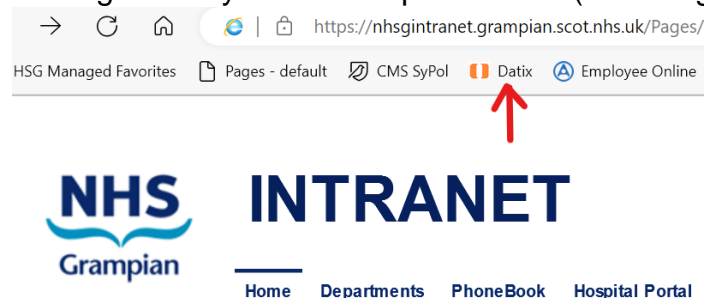 https://nhsgintranet.grampian.scot.nhs.uk/Pages/
HSG Managed Favorites Pages - default CMS SyPol Datix Employee Online
NHS
Grampian
INTRANET
Home Departments PhoneBook Hospital Portal